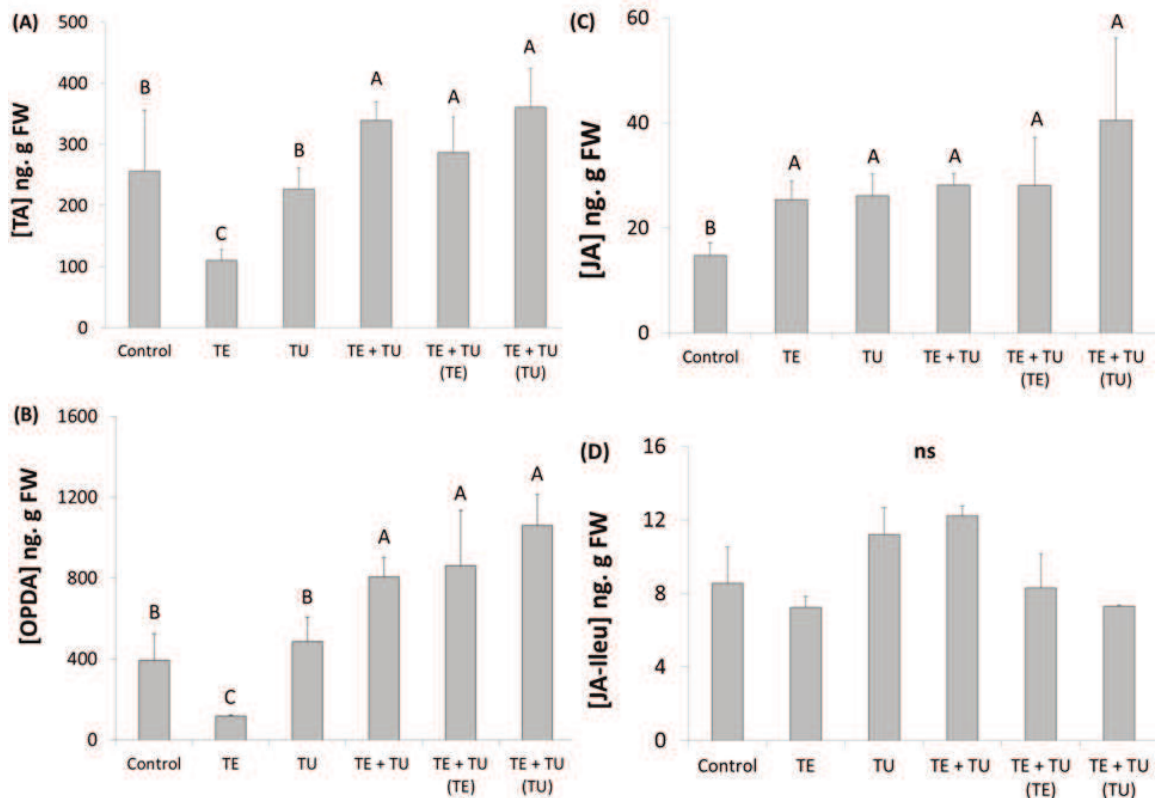 (A)
[TA] ng. g FW
500
400
300
200
100
0
B
C
B
A
A
A
Control TE TU TE + TU TE + TU TE + TU
(TE) (TU)
(B)
[OPDA] ng. g FW
1600
1200
800
400
0
B
C
B
A
A
A
Control TE TU TE + TU TE + TU TE + TU
(TE) (TU)
(C)
[JA] ng. g FW
60
40
20
0
B
A
A
A
A
A
Control TE TU TE + TU TE + TU TE + TU
(TE) (TU)
(D)
ns
[JA-Ileu] ng. g FW
16
12
8
4
0
Control TE TU TE + TU TE + TU TE + TU
(TE) (TU)